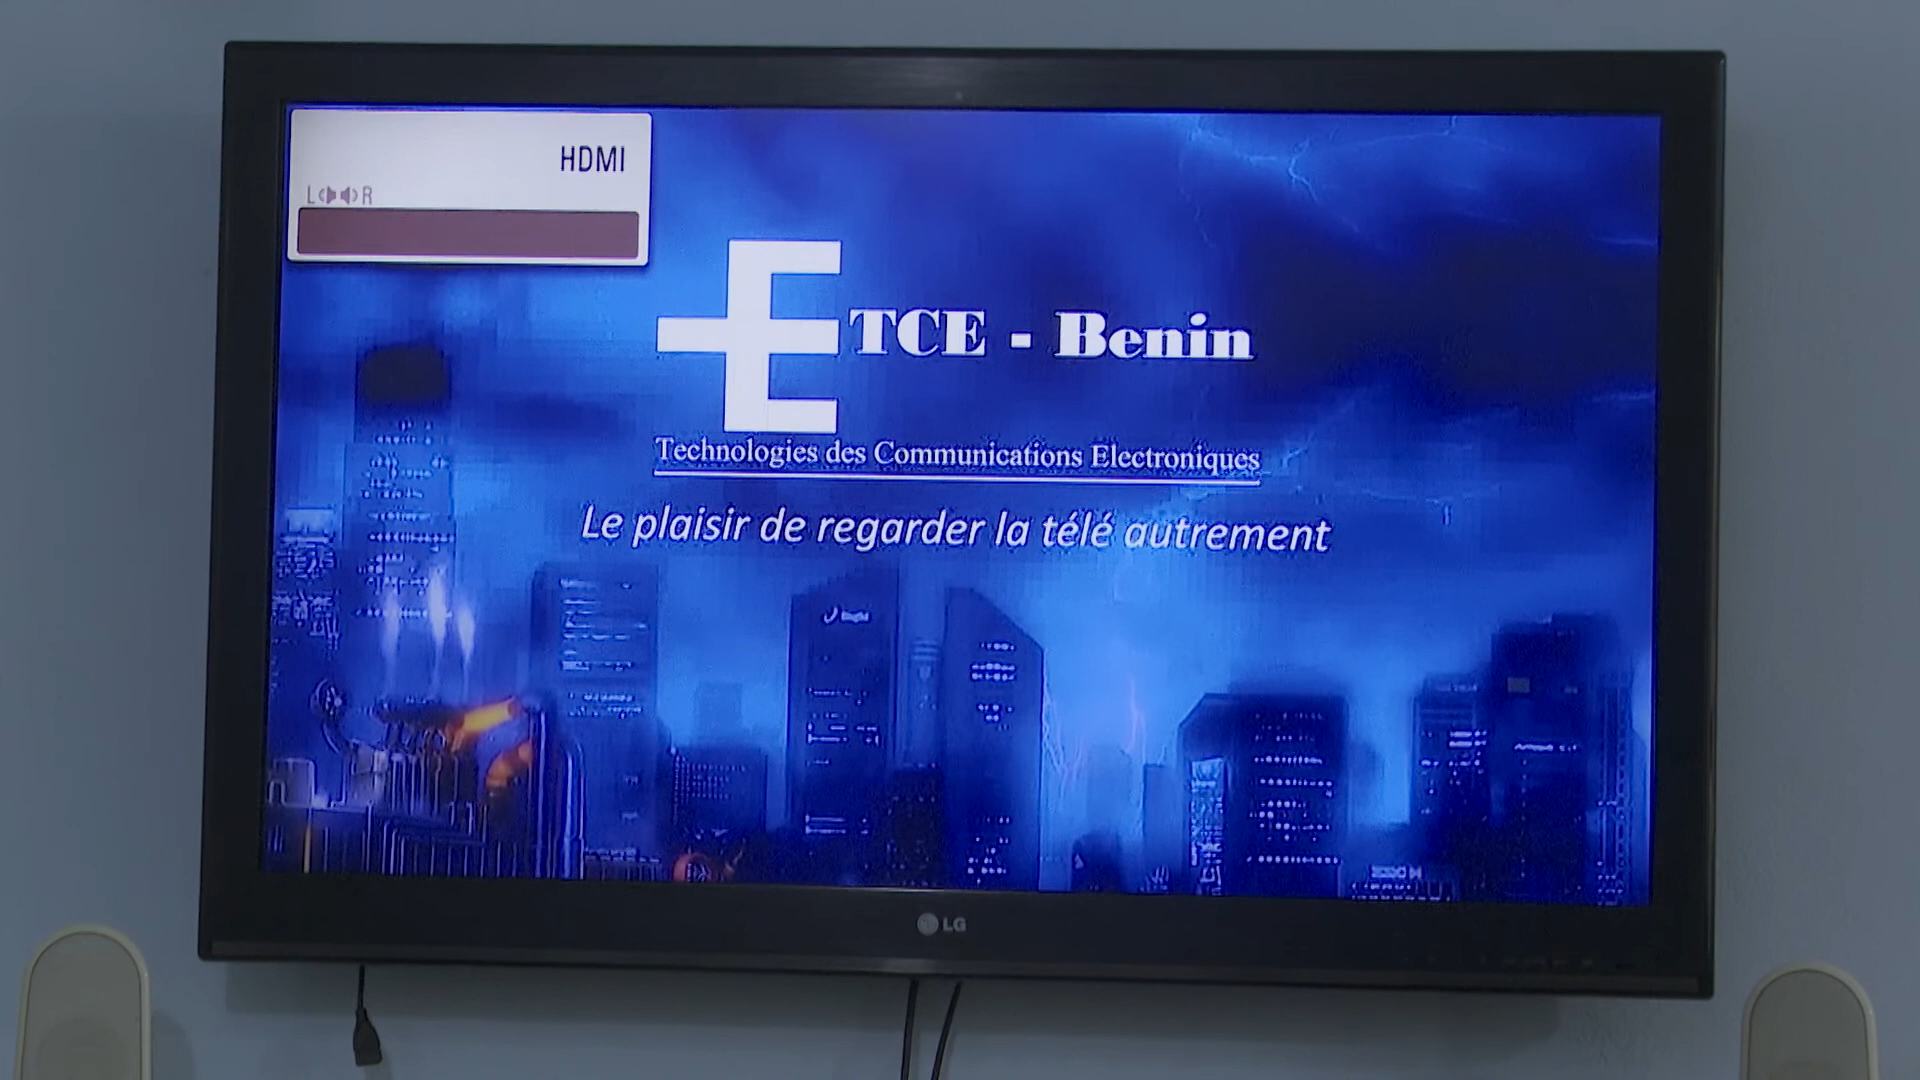 HDMI
L R
ETCE - Benin
Technologies des Communications Electroniques
Le plaisir de regarder la télé autrement
LG